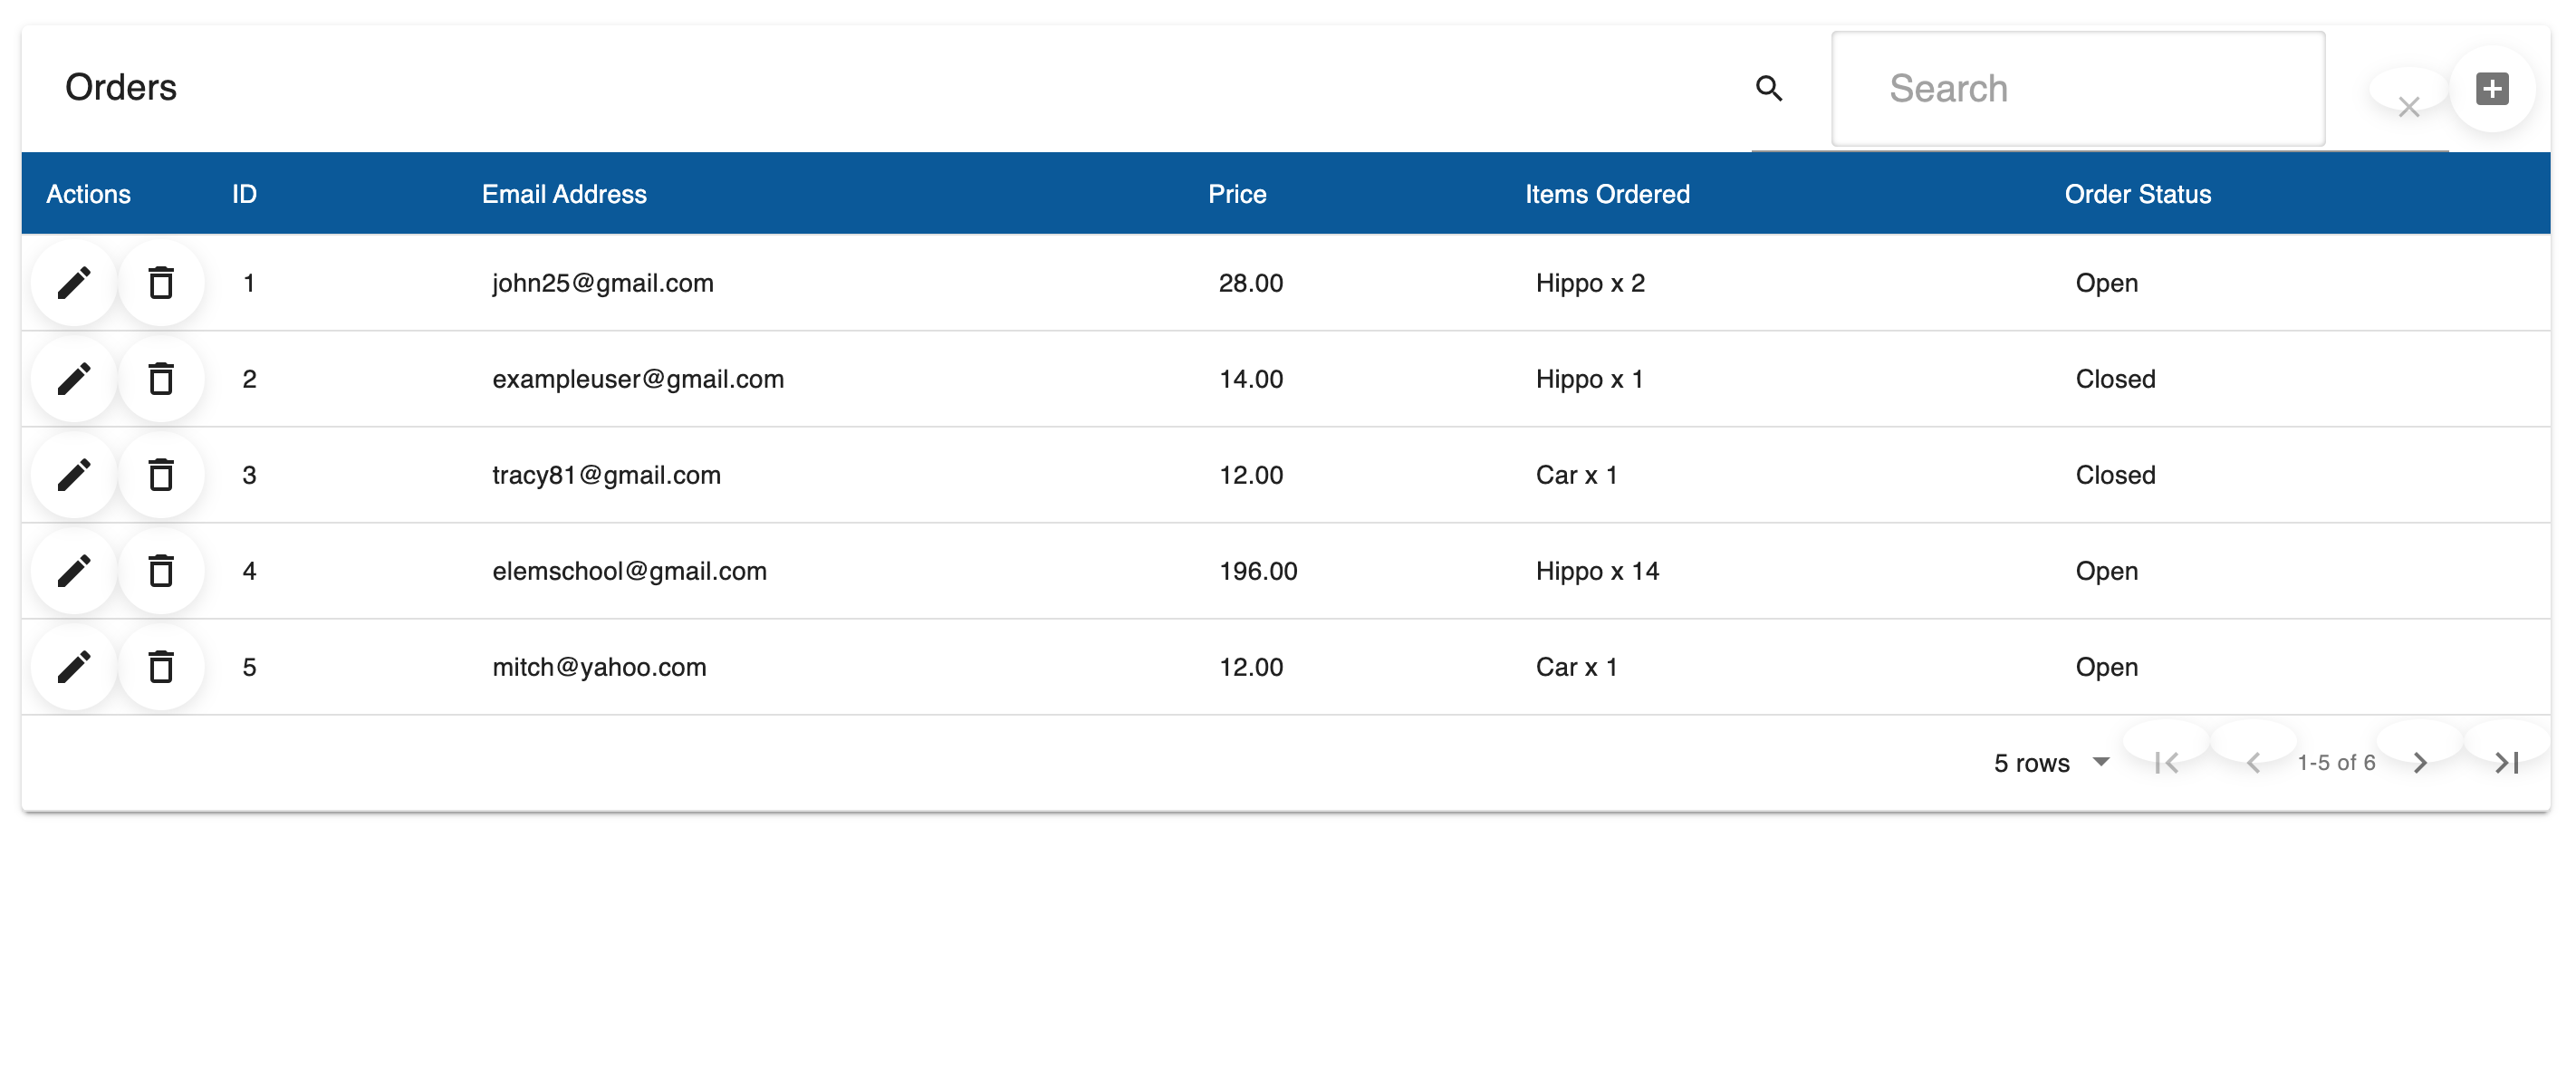 Orders Search
Actions ID Email Address Price Items Ordered Order Status
1 john25@gmail.com 28.00 Hippo x 2 Open
2 exampleuser@gmail.com 14.00 Hippo x 1 Closed
3 tracy81@gmail.com 12.00 Car x 1 Closed
4 elemschool@gmail.com 196.00 Hippo x 14 Open
5 mitch@yahoo.com 12.00 Car x 1 Open
5 rows 1-5 of 6